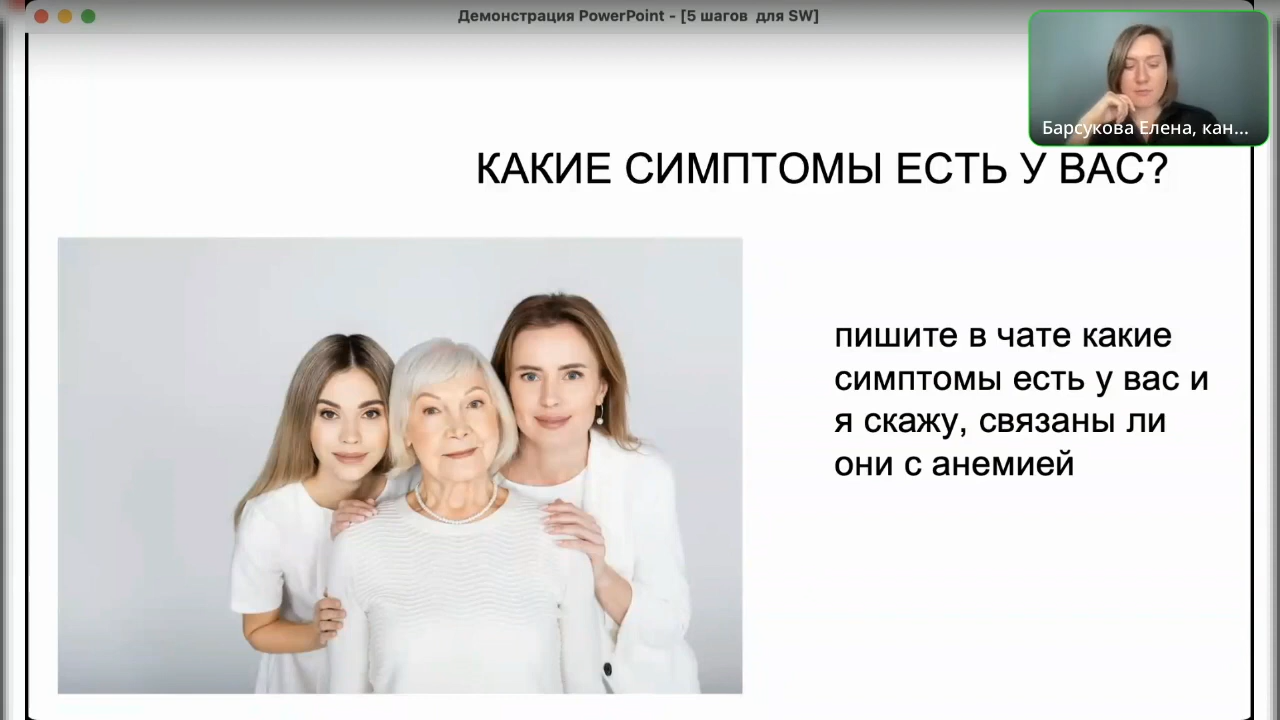 Демонстрация PowerPoint - [5 шагов для SW]
Барсукова Елена, кан...
КАКИЕ СИМПТОМЫ ЕСТЬ У ВАС?
пишите в чате какие
симптомы есть у вас и
я скажу, связаны ли
они с анемией